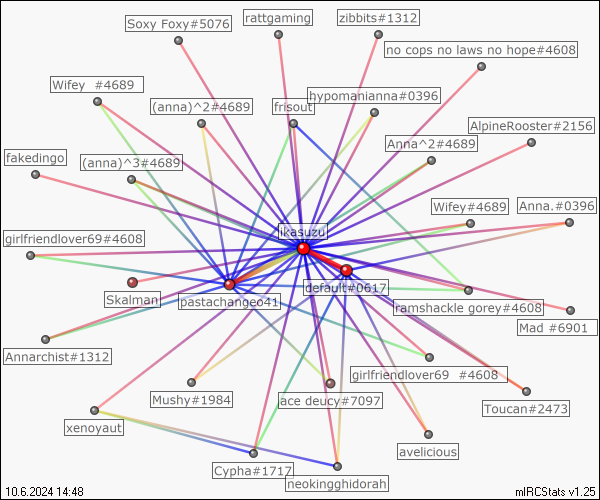 Soxy Foxy#5076
rattgaming
zibbits#1312
no cops no laws no hope#4608
Wifey  #4689
(anna)^2#4689
frisout
hypomanianna#0396
AlpineRooster#2156
fakedingo
(anna)^3#4689
Anna^2#4689
Wifey#4689
Anna.#0396
girlfriendlover69#4608
ikasuzu
default#0617
Skalman
pastachangeo41
ramshackle gorey#4608
Mad #6901
Annarchist#1312
girlfriendlover69  #4608
Mushy#1984
ace deucy#7097
Toucan#2473
xenoyaut
avelicious
Cypha#1717
neokingghidorah
10.6.2024 14:48
mIRCStats v1.25